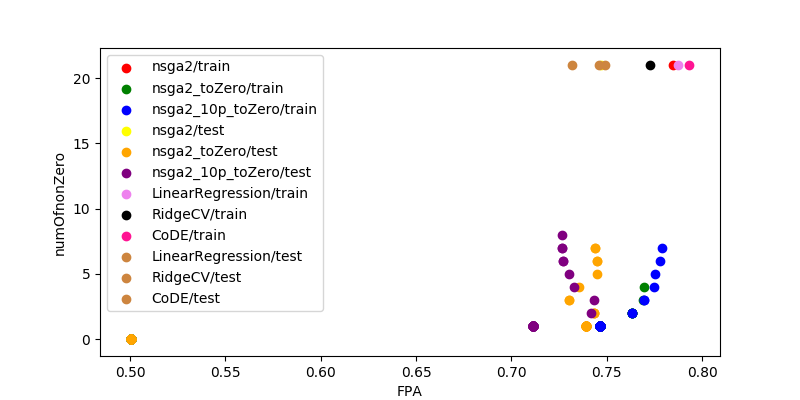 nsga2/train
nsga2_toZero/train
nsga2_10p_toZero/train
nsga2/test
nsga2_toZero/test
nsga2_10p_toZero/test
LinearRegression/train
RidgeCV/train
CoDE/train
LinearRegression/test
RidgeCV/test
CoDE/test
numOfnonZero
20
15
10
5
0
0.50 0.55 0.60 0.65 0.70 0.75 0.80
FPA